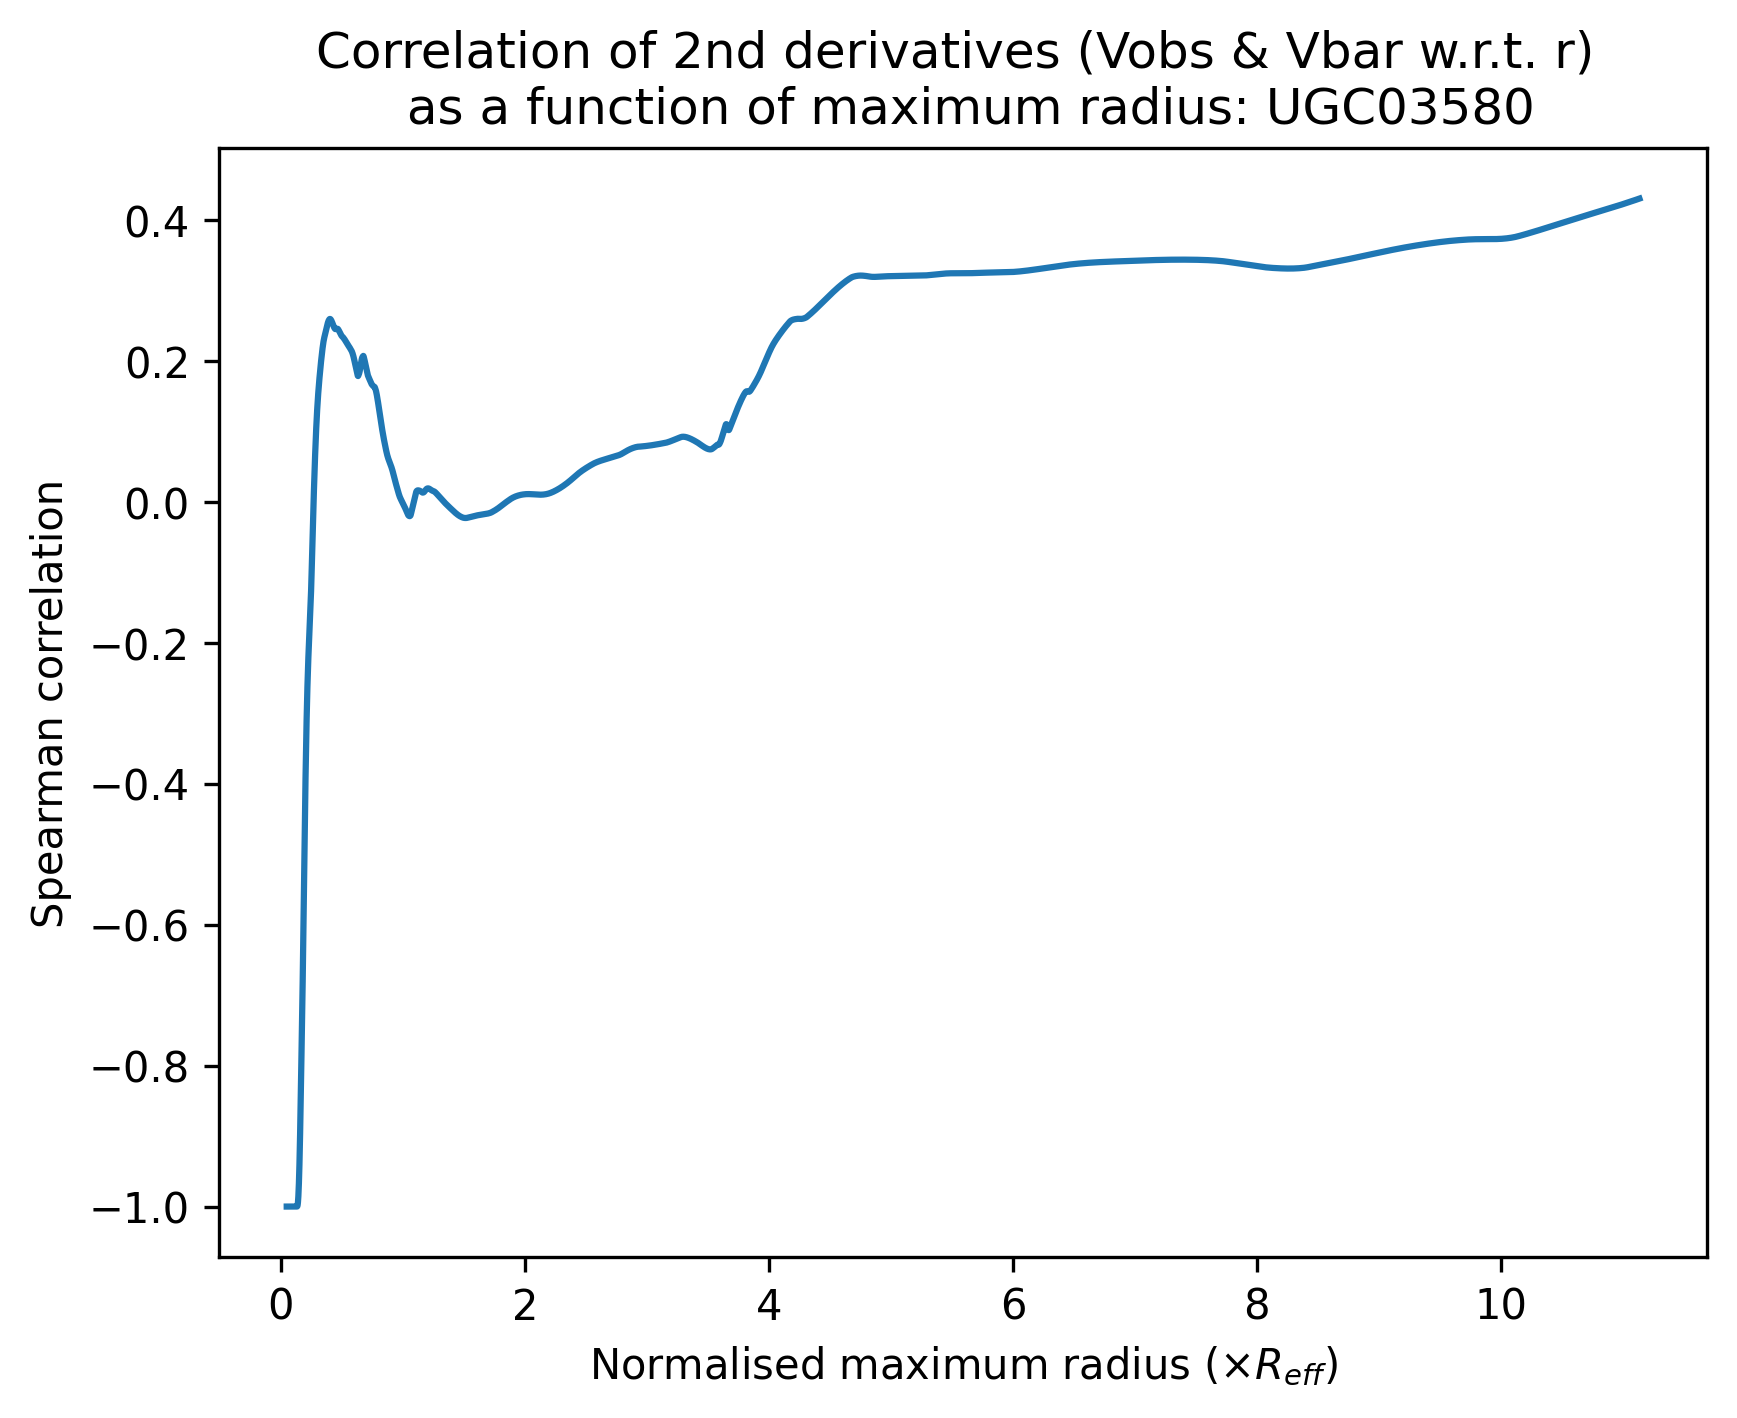 Correlation of 2nd derivatives (Vobs & Vbar w.r.t. r)
as a function of maximum radius: UGC03580
Spearman correlation
0.4
0.2
0.0
−0.2
−0.4
−0.6
−0.8
−1.0
0 2 4 6 8 10
Normalised maximum radius (×R_eff)